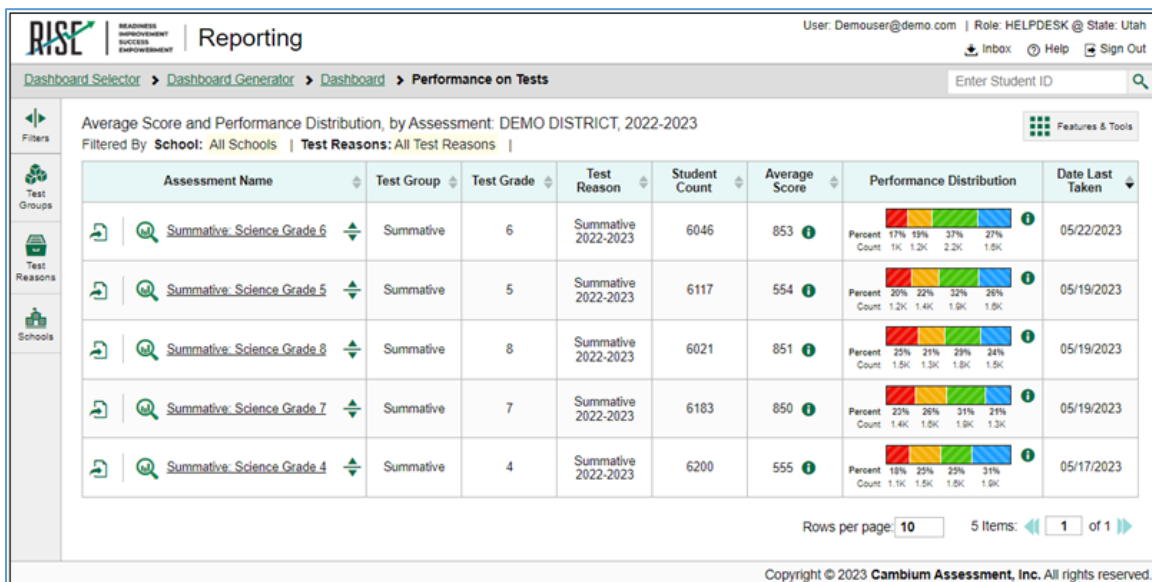 RISE READINESS IMPROVEMENT SUCCESS EMPOWERMENT Reporting
User: Demouser@demo.com | Role: HELPDESK @ State: Utah
Inbox Help Sign Out
Dashboard Selector > Dashboard Generator > Dashboard > Performance on Tests
Enter Student ID
Filters
Test Groups
Test Reasons
Schools
Average Score and Performance Distribution, by Assessment: DEMO DISTRICT, 2022-2023
Filtered By School: All Schools | Test Reasons: All Test Reasons |
Features & Tools
Assessment Name Test Group Test Grade Test Reason Student Count Average Score Performance Distribution Date Last Taken
Summative: Science Grade 6 Summative 6 Summative 2022-2023 6046 853 05/22/2023
Percent 17% 19% 37% 27%
Count 1K 1.2K 2.2K 1.6K
Summative: Science Grade 5 Summative 5 Summative 2022-2023 6117 554 05/19/2023
Percent 20% 22% 32% 26%
Count 1.2K 1.4K 1.9K 1.6K
Summative: Science Grade 8 Summative 8 Summative 2022-2023 6021 851 05/19/2023
Percent 25% 21% 29% 24%
Count 1.5K 1.3K 1.8K 1.5K
Summative: Science Grade 7 Summative 7 Summative 2022-2023 6183 850 05/19/2023
Percent 23% 26% 31% 21%
Count 1.4K 1.6K 1.9K 1.3K
Summative: Science Grade 4 Summative 4 Summative 2022-2023 6200 555 05/17/2023
Percent 18% 25% 25% 31%
Count 1.1K 1.5K 1.6K 1.9K
Rows per page: 10 5 Items: 1 of 1
Copyright © 2023 Cambium Assessment, Inc. All rights reserved.